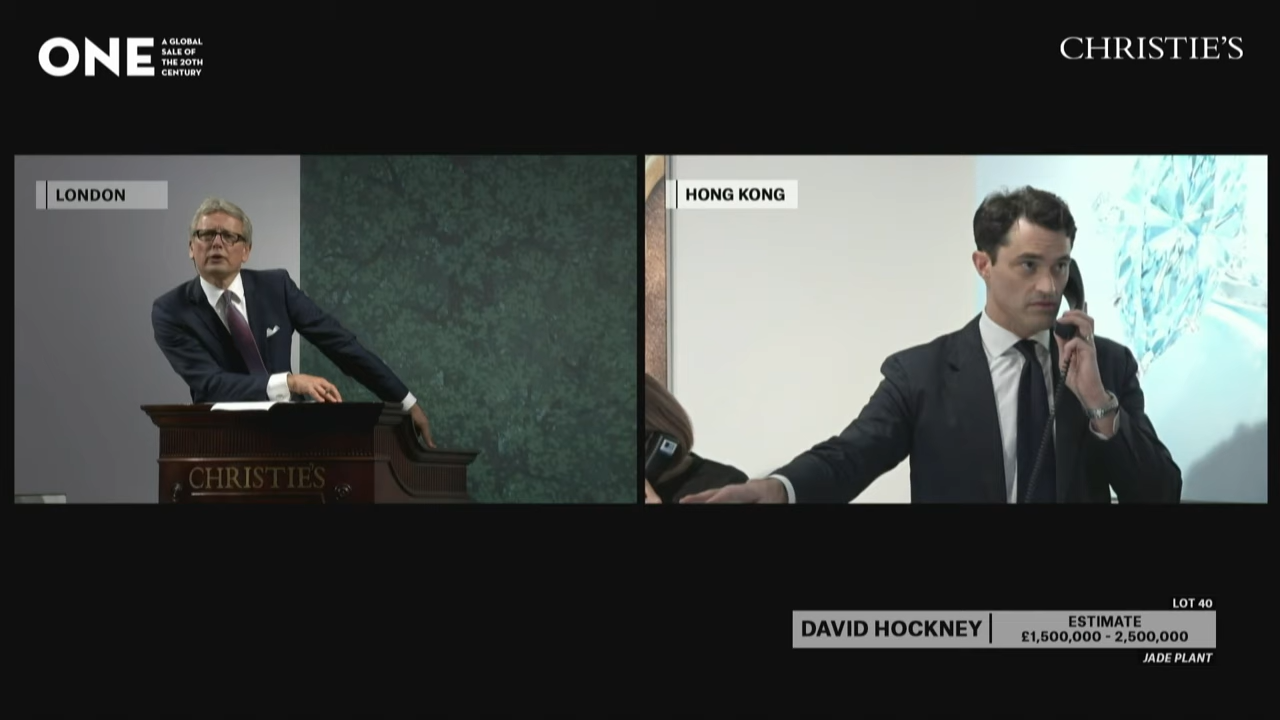 ONE
A GLOBAL
SALE OF
THE 20TH
CENTURY
CHRISTIE'S
LONDON
HONG KONG
CHRISTIE'S
LOT 40
DAVID HOCKNEY
ESTIMATE
£1,500,000 - 2,500,000
JADE PLANT